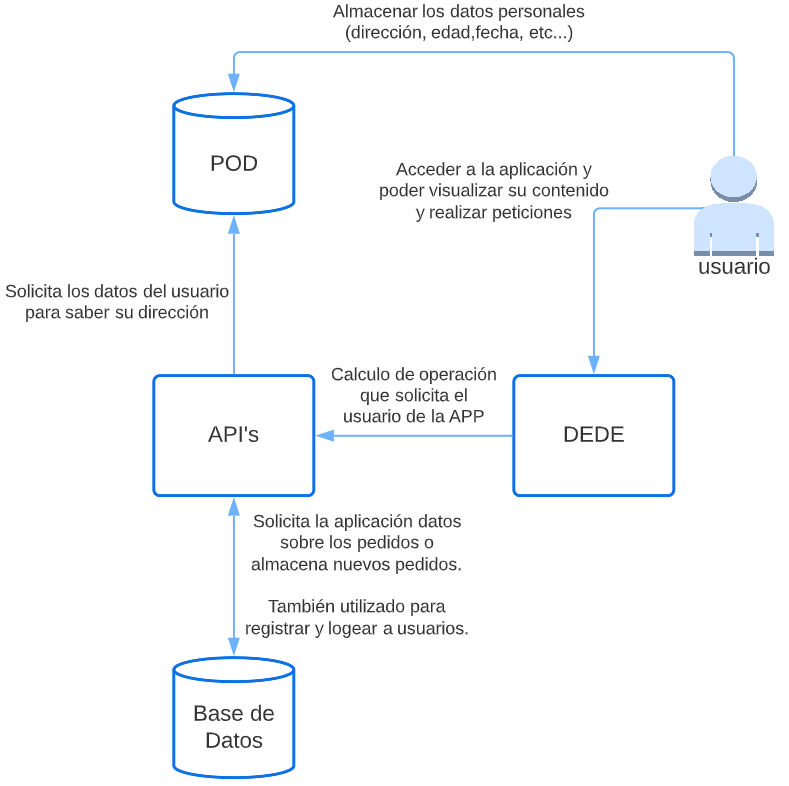 Almacenar los datos personales
(dirección, edad,fecha, etc...)
POD
Acceder a la aplicación y
poder visualizar su contenido
y realizar peticiones
usuario
Solicita los datos del usuario
para saber su dirección
Calculo de operación
que solicita el
usuario de la APP
API's
DEDE
Solicita la aplicación datos
sobre los pedidos o
almacena nuevos pedidos.
También utilizado para
registrar y logear a usuarios.
Base de
Datos